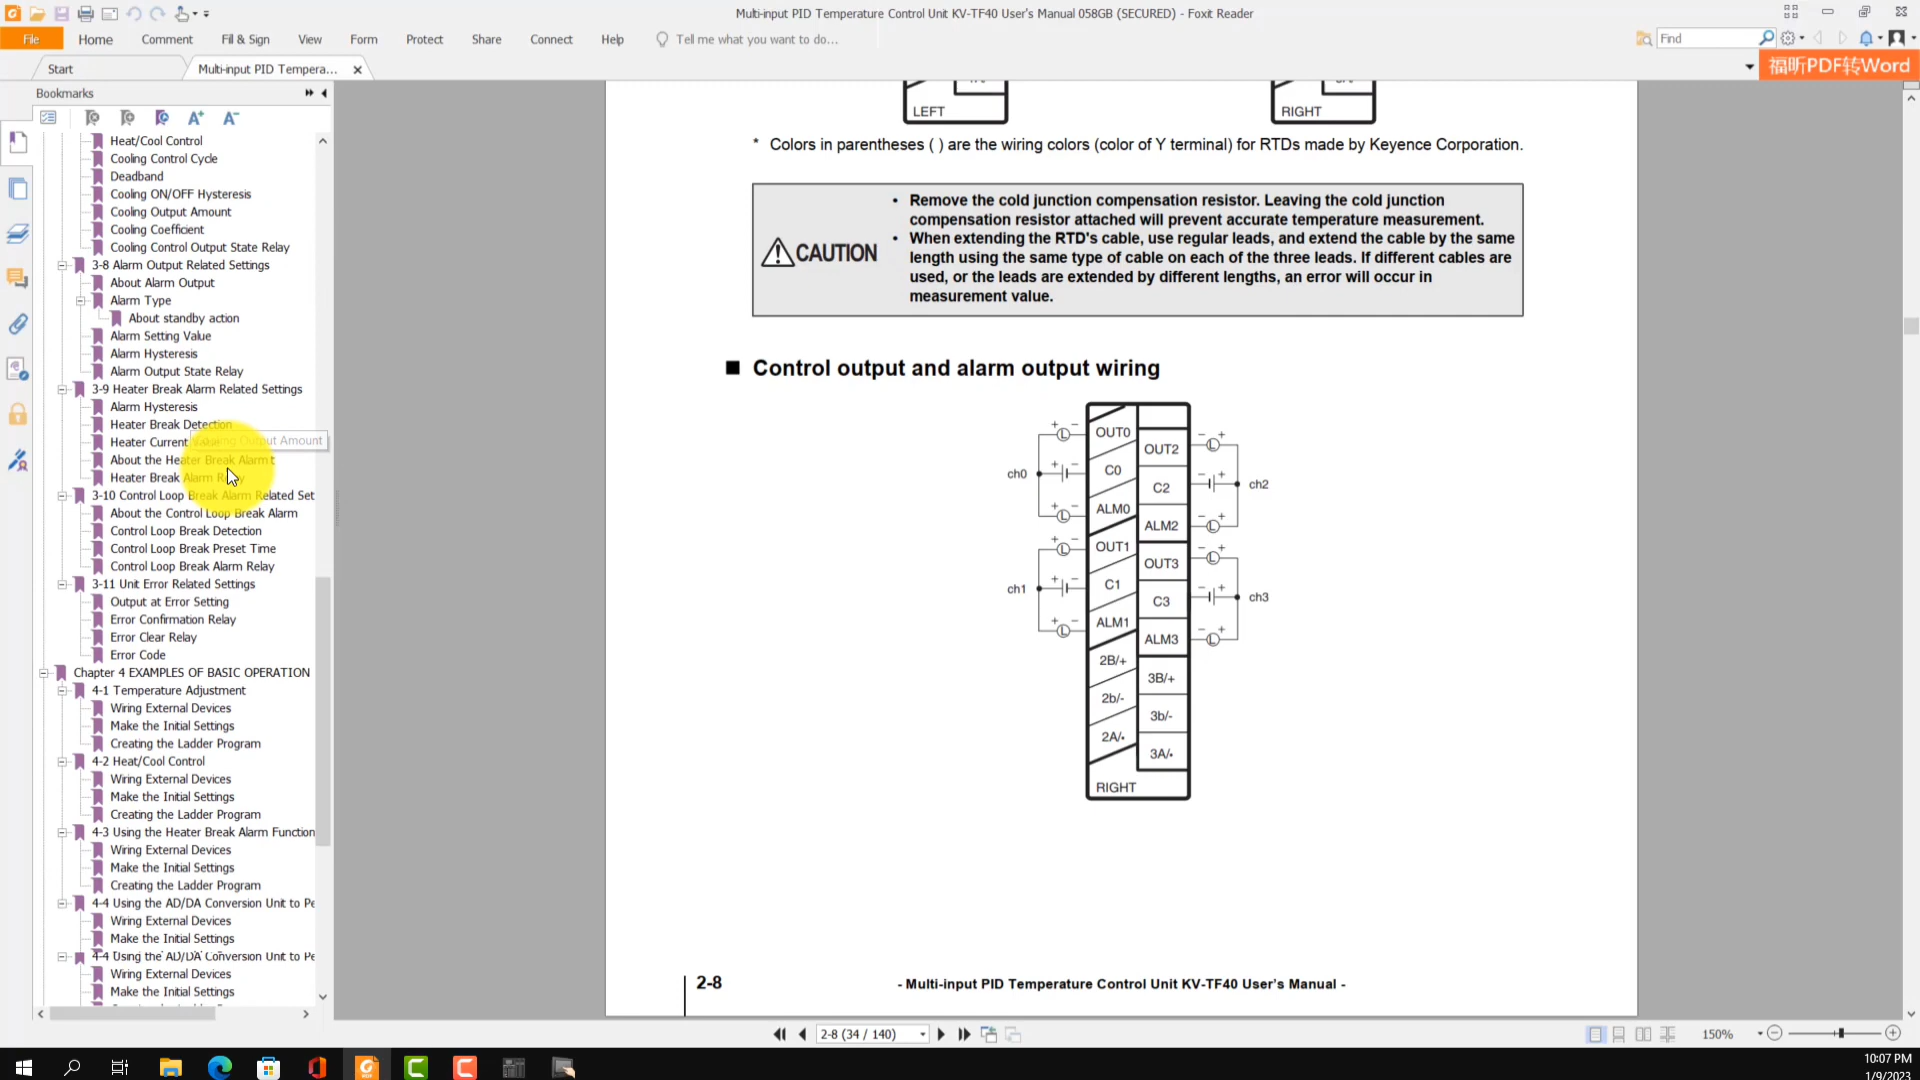 Multi-input PID Temperature Control Unit KV-TF40 User's Manual 058GB (SECURED) - Foxit Reader
File
Home
Comment
Fill & Sign
View
Form
Protect
Share
Connect
Help
Tell me what you want to do...
Find
Start
Multi-input PID Tempera...
福昕PDF转Word
Bookmarks
Heat/Cool Control
Cooling Control Cycle
Deadband
Cooling ON/OFF Hysteresis
Cooling Output Amount
Cooling Coefficient
Cooling Control Output State Relay
3-8 Alarm Output Related Settings
About Alarm Output
Alarm Type
About standby action
Alarm Setting Value
Alarm Hysteresis
Alarm Output State Relay
3-9 Heater Break Alarm Related Settings
Alarm Hysteresis
Heater Break Detection
Heater Current
Output Amount
About the Heater Break Alarm
Heater Break Alarm
3-10 Control Loop Break Alarm Related Set
About the Control Loop Break Alarm
Control Loop Break Detection
Control Loop Break Preset Time
Control Loop Break Alarm Relay
3-11 Unit Error Related Settings
Output at Error Setting
Error Confirmation Relay
Error Clear Relay
Error Code
Chapter 4 EXAMPLES OF BASIC OPERATION
4-1 Temperature Adjustment
Wiring External Devices
Make the Initial Settings
Creating the Ladder Program
4-2 Heat/Cool Control
Wiring External Devices
Make the Initial Settings
Creating the Ladder Program
4-3 Using the Heater Break Alarm Function
Wiring External Devices
Make the Initial Settings
Creating the Ladder Program
4-4 Using the AD/DA Conversion Unit to Pe
Wiring External Devices
Make the Initial Settings
4-4 Using the AD/DA Conversion Unit to Pe
Wiring External Devices
Make the Initial Settings
LEFT
RIGHT
* Colors in parentheses ( ) are the wiring colors (color of Y terminal) for RTDs made by Keyence Corporation.
CAUTION
• Remove the cold junction compensation resistor. Leaving the cold junction
compensation resistor attached will prevent accurate temperature measurement.
• When extending the RTD's cable, use regular leads, and extend the cable by the same
length using the same type of cable on each of the three leads. If different cables are
used, or the leads are extended by different lengths, an error will occur in
measurement value.
■ Control output and alarm output wiring
OUT0
OUT2
ch0
C0
C2
ch2
ALM0
ALM2
OUT1
OUT3
ch1
C1
C3
ch3
ALM1
ALM3
2B/+
3B/+
2b/-
3b/-
2A/•
3A/•
RIGHT
2-8
- Multi-input PID Temperature Control Unit KV-TF40 User's Manual -
2-8 (34 / 140)
150%
10:07 PM
1/9/2023